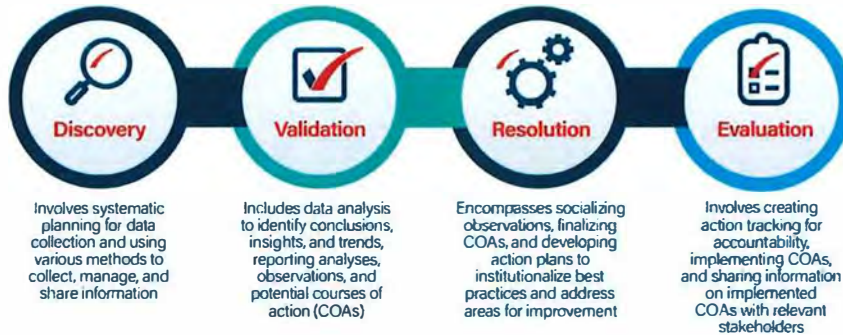 Discovery
Involves systematic
planning for data
collection and using
various methods to
collect, manage, and
share information
Validation
Includes data analysis
to identify conclusions,
insights, and trends,
reporting analyses,
observations, and
potential courses of
action (COAs)
Resolution
Encompasses socializing
observations, finalizing
COAs, and developing
action plans to
institutionalize best
practices and address
areas for improvement
Evaluation
Involves creating
action tracking for
accountability,
implementing COAs,
and sharing information
on implemented
COAs with relevant
stakeholders